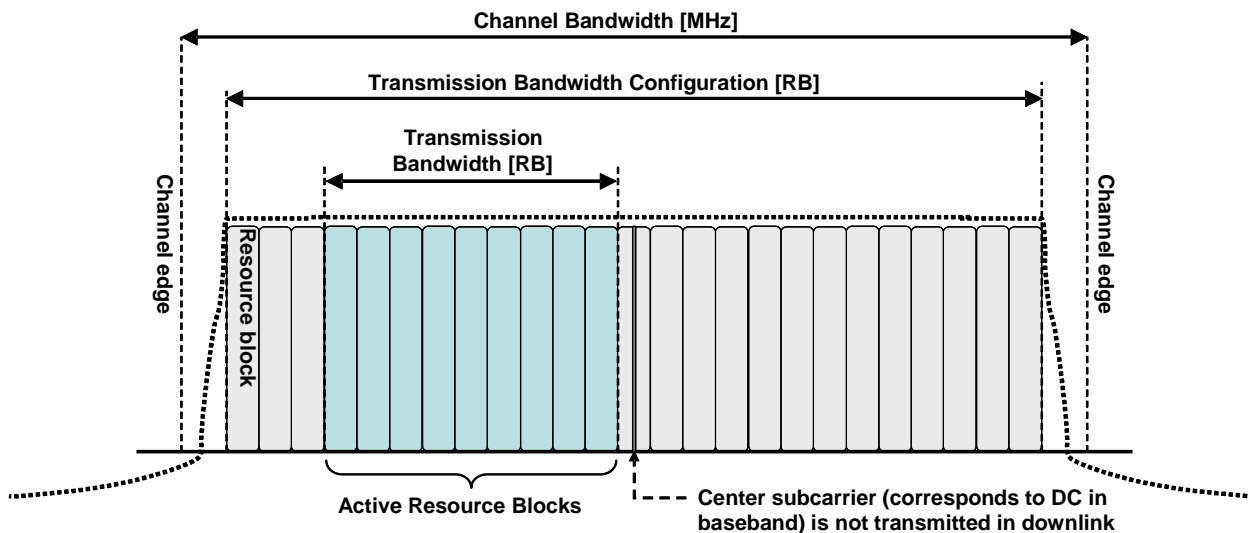 Channel Bandwidth [MHz]
Transmission Bandwidth Configuration [RB]
Transmission
Bandwidth [RB]
Channel edge
Channel edge
Resource block
Active Resource Blocks
Center subcarrier (corresponds to DC in
baseband) is not transmitted in downlink